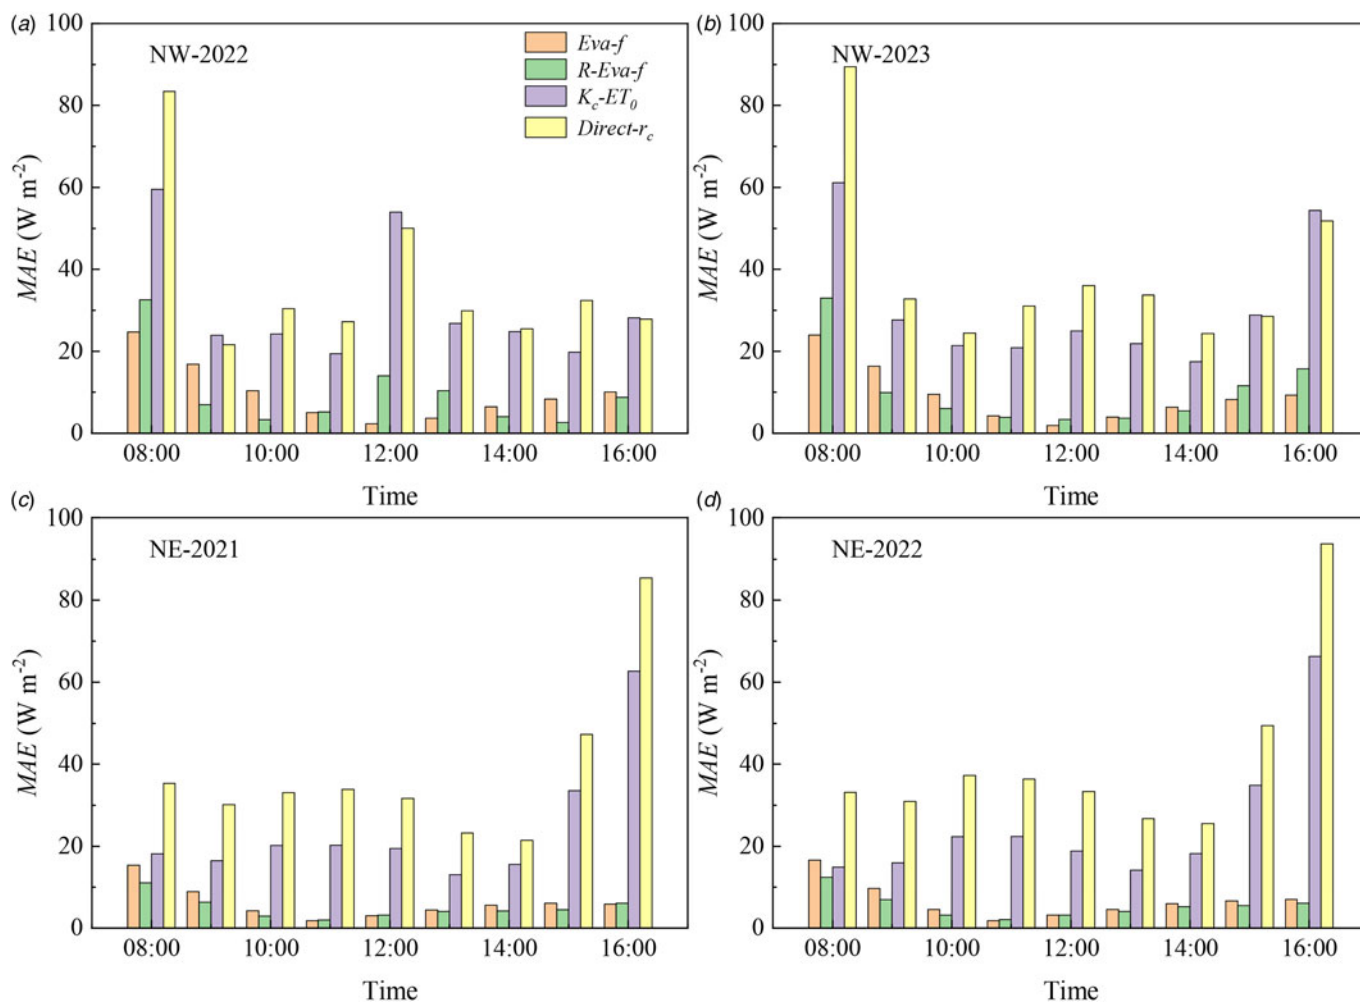 (a)
NW-2022
Eva-f
R-Eva-f
Kc-ET0
Direct-rc
MAE (W m-2)
100
80
60
40
20
0
08:00 10:00 12:00 14:00 16:00
Time
(b)
NW-2023
MAE (W m-2)
100
80
60
40
20
0
08:00 10:00 12:00 14:00 16:00
Time
(c)
NE-2021
MAE (W m-2)
100
80
60
40
20
0
08:00 10:00 12:00 14:00 16:00
Time
(d)
NE-2022
MAE (W m-2)
100
80
60
40
20
0
08:00 10:00 12:00 14:00 16:00
Time